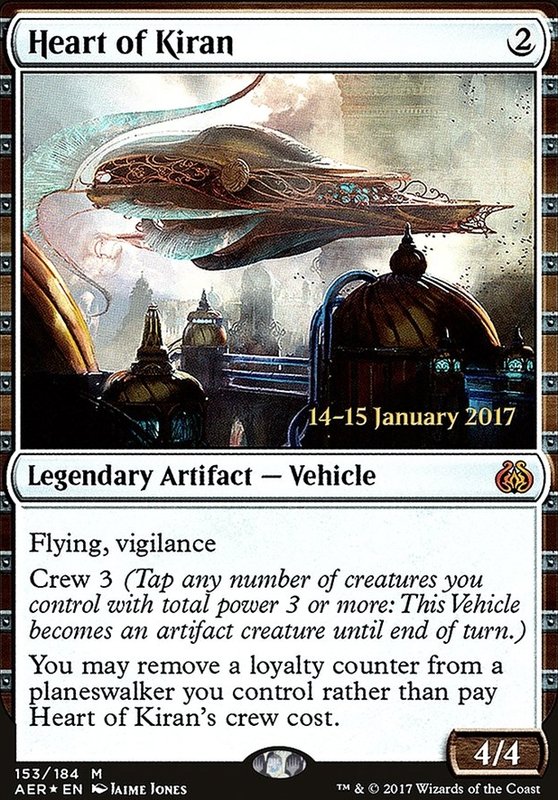 Heart of Kiran 2
14–15 January 2017
Legendary Artifact — Vehicle
Flying, vigilance
Crew 3 (Tap any number of creatures you
control with total power 3 or more: This Vehicle
becomes an artifact creature until end of turn.)
You may remove a loyalty counter from a
planeswalker you control rather than pay
Heart of Kiran's crew cost.
4/4
153/184 M
AER★EN Jaime Jones ™ & © 2017 Wizards of the Coast